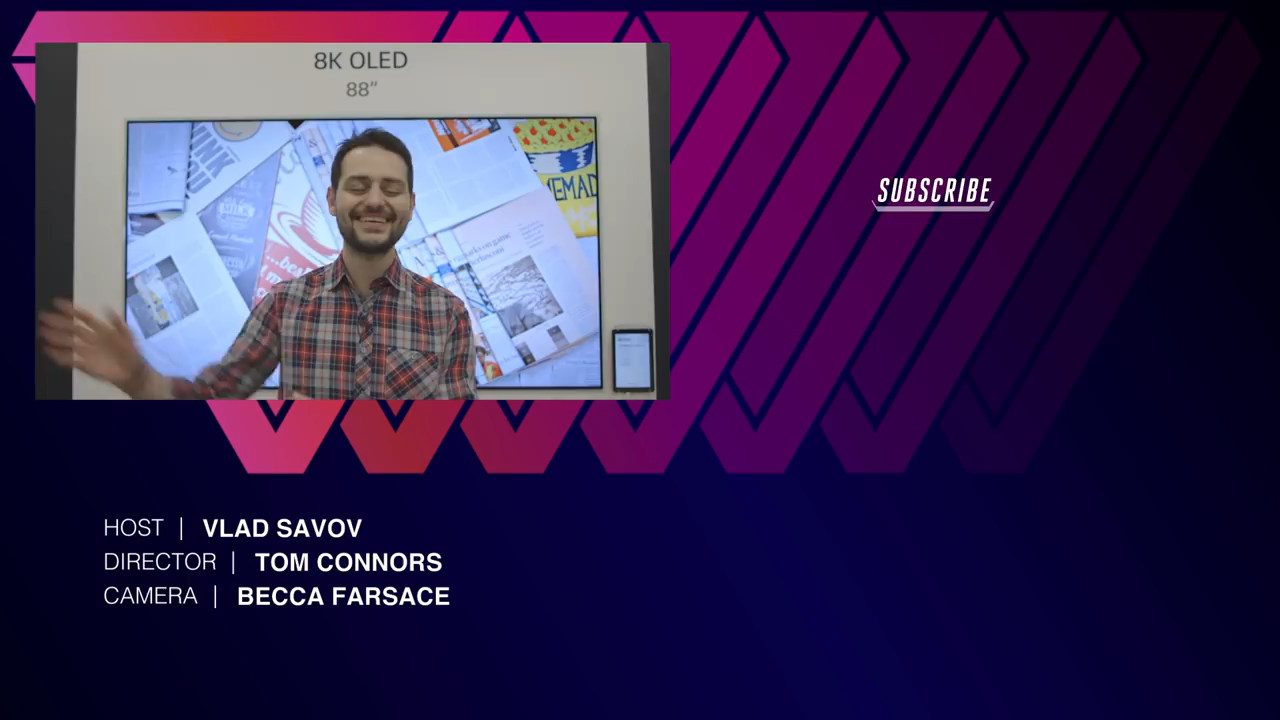 8K OLED
88”
SUBSCRIBE
HOST | VLAD SAVOV
DIRECTOR | TOM CONNORS
CAMERA | BECCA FARSACE